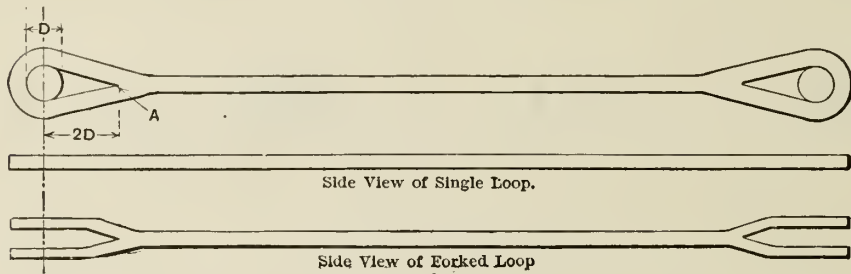 D
A
2D
Side View of Single Loop.
Side View of Forked Loop